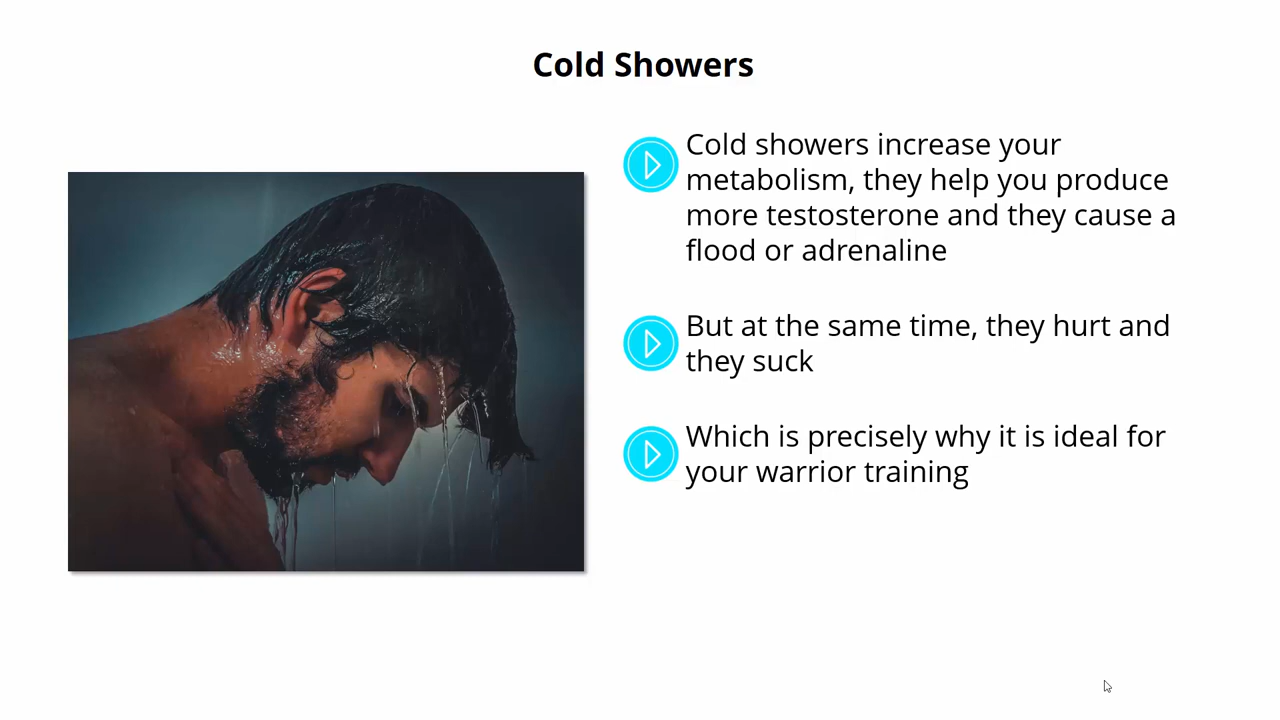 Cold Showers
Cold showers increase your
metabolism, they help you produce
more testosterone and they cause a
flood or adrenaline
But at the same time, they hurt and
they suck
Which is precisely why it is ideal for
your warrior training